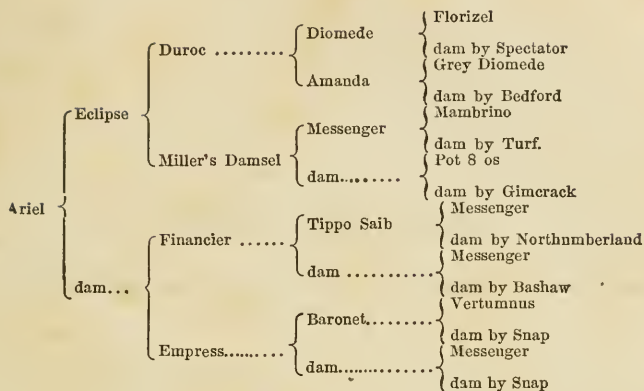 Florizel
Diomede
Duroc ........
dam by Spectator
Grey Diomede
Amanda
Eclipse
dam by Bedford
Mambrino
Messenger
dam by Turf.
Miller's Damsel
Pot 8 os
dam.........
dam by Gimcrack
Ariel
Messenger
Tippo Saib
Financier ......
dam by Northumberland
Messenger
dam .........
dam...
dam by Bashaw
Vertumnus
Baronet.........
dam by Snap
Empress.......
Messenger
dam............
dam by Snap